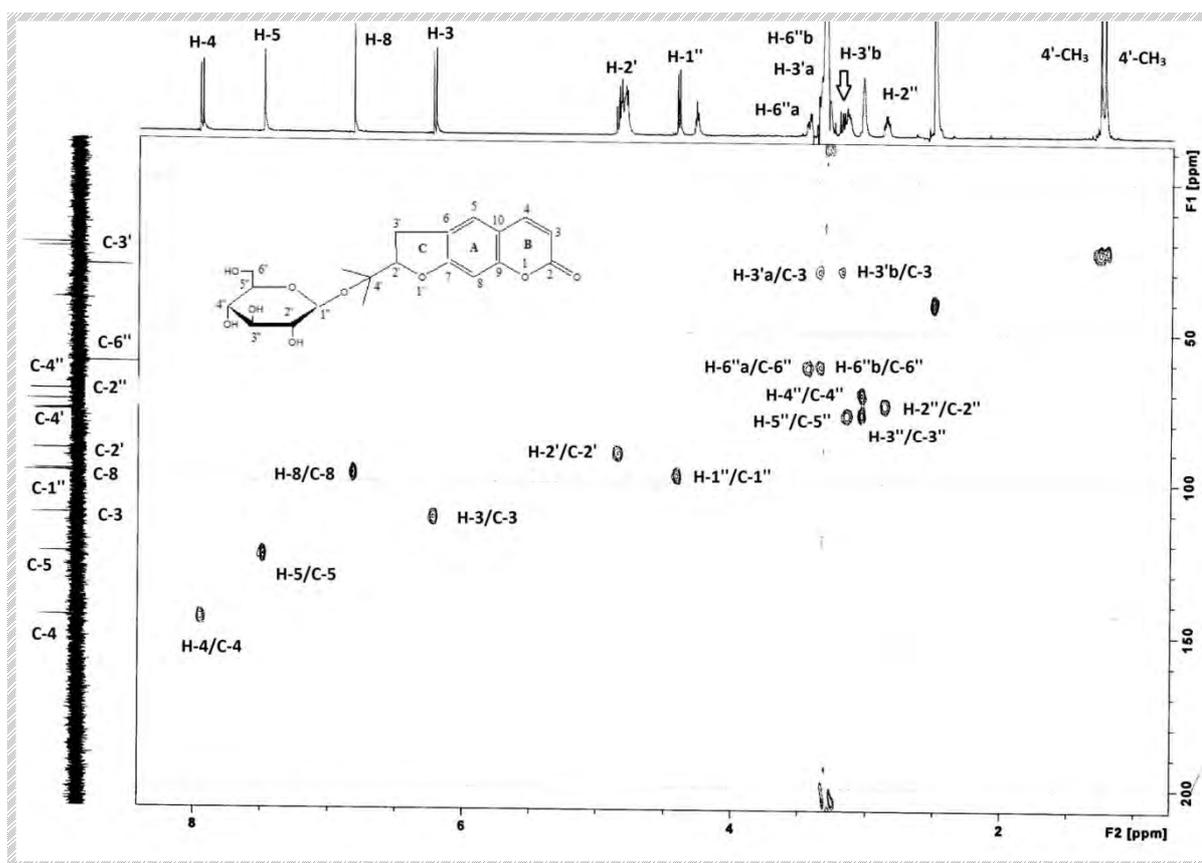 H-4
H-5
H-8
H-3
H-2'
H-1''
H-6''b
H-3'a
H-6''a
H-3'b
H-2''
4'-CH₃
4'-CH₃
C-3'
C-6''
C-4''
C-2''
C-4'
C-2'
C-8
C-1''
C-3
C-5
C-4
3'
6
5
10
4
3
C
A
B
2'
O
1'
7
8
9
O
1
2
O
4'
O
HO
6''
5''
O
4''
OH
OH
HO
3''
2'
OH
1''
H-3'a/C-3
H-3'b/C-3
H-6''a/C-6''
H-6''b/C-6''
H-4''/C-4''
H-5''/C-5''
H-2''/C-2''
H-3''/C-3''
H-2'/C-2'
H-8/C-8
H-1''/C-1''
H-3/C-3
H-5/C-5
H-4/C-4
F1 [ppm]
50
100
150
200
8
6
4
2
F2 [ppm]